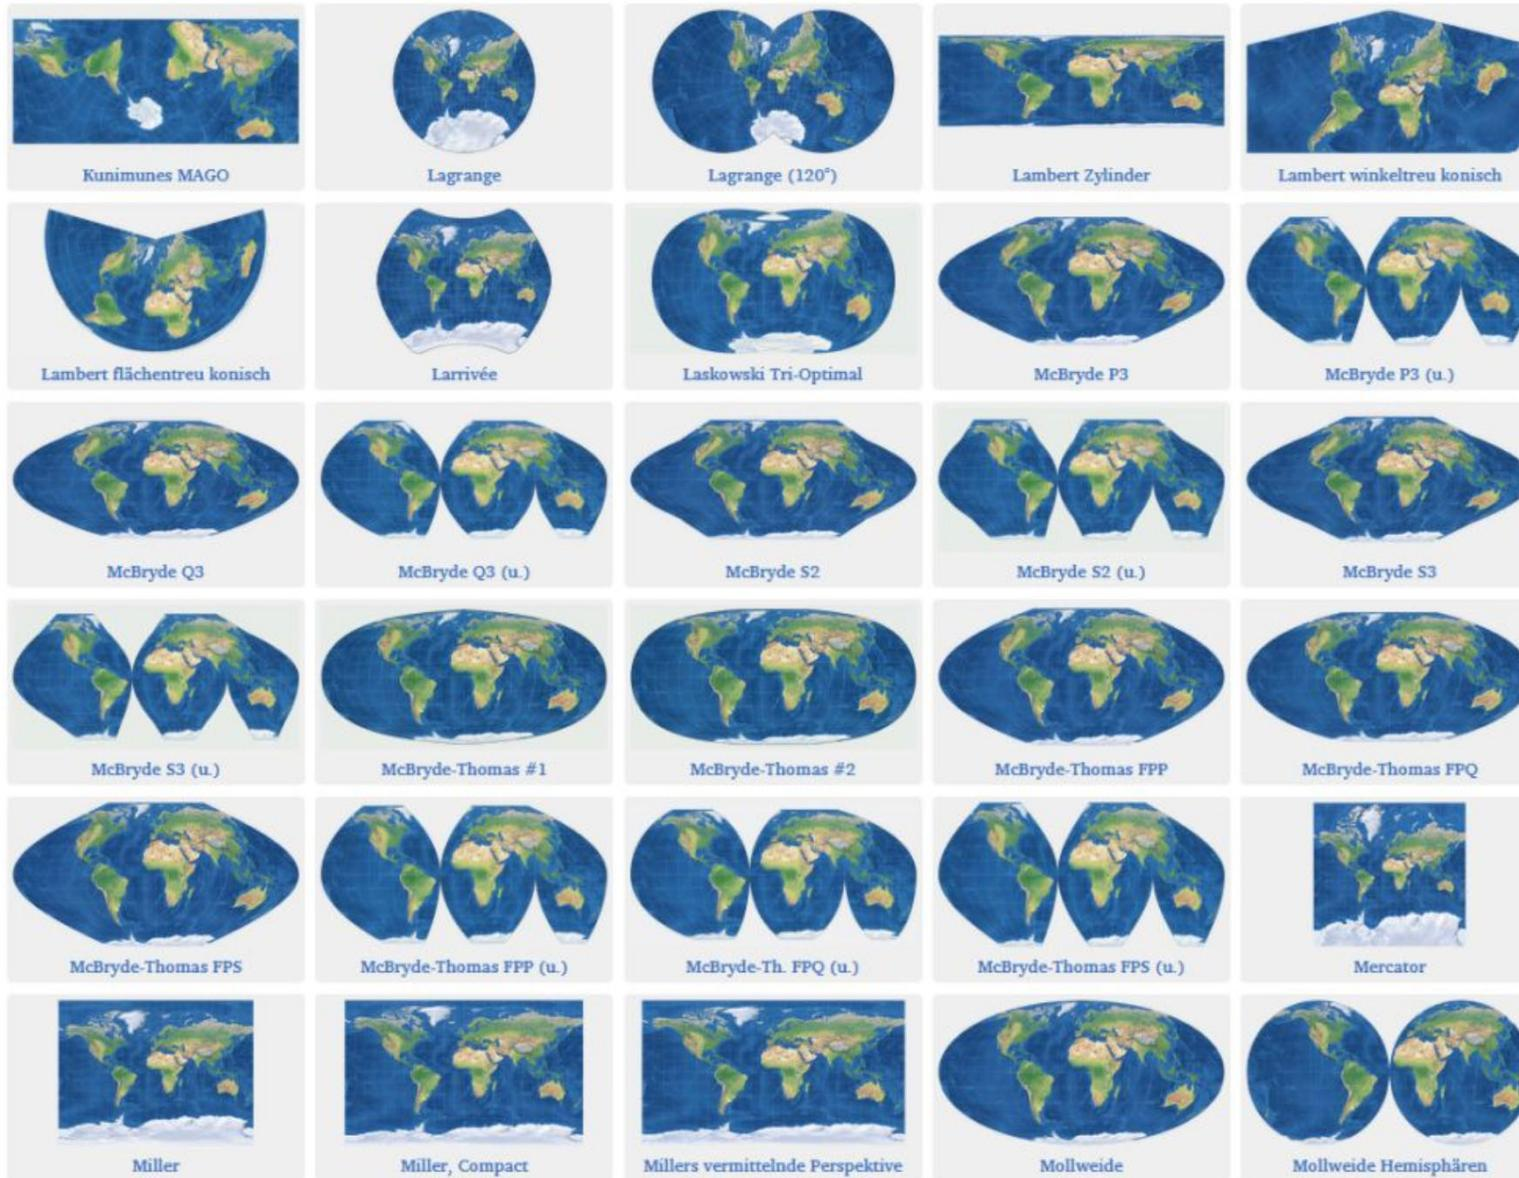 Kunimunes MAGO
Lagrange
Lagrange (120°)
Lambert Zylinder
Lambert winkeltreu konisch
Lambert flächentreu konisch
Larrivée
Laskowski Tri-Optimal
McBryde P3
McBryde P3 (u.)
McBryde Q3
McBryde Q3 (u.)
McBryde S2
McBryde S2 (u.)
McBryde S3
McBryde S3 (u.)
McBryde-Thomas #1
McBryde-Thomas #2
McBryde-Thomas FPP
McBryde-Thomas FPQ
McBryde-Thomas FPS
McBryde-Thomas FPP (u.)
McBryde-Th. FPQ (u.)
McBryde-Thomas FPS (u.)
Mercator
Miller
Miller, Compact
Millers vermittelnde Perspektive
Mollweide
Mollweide Hemisphären